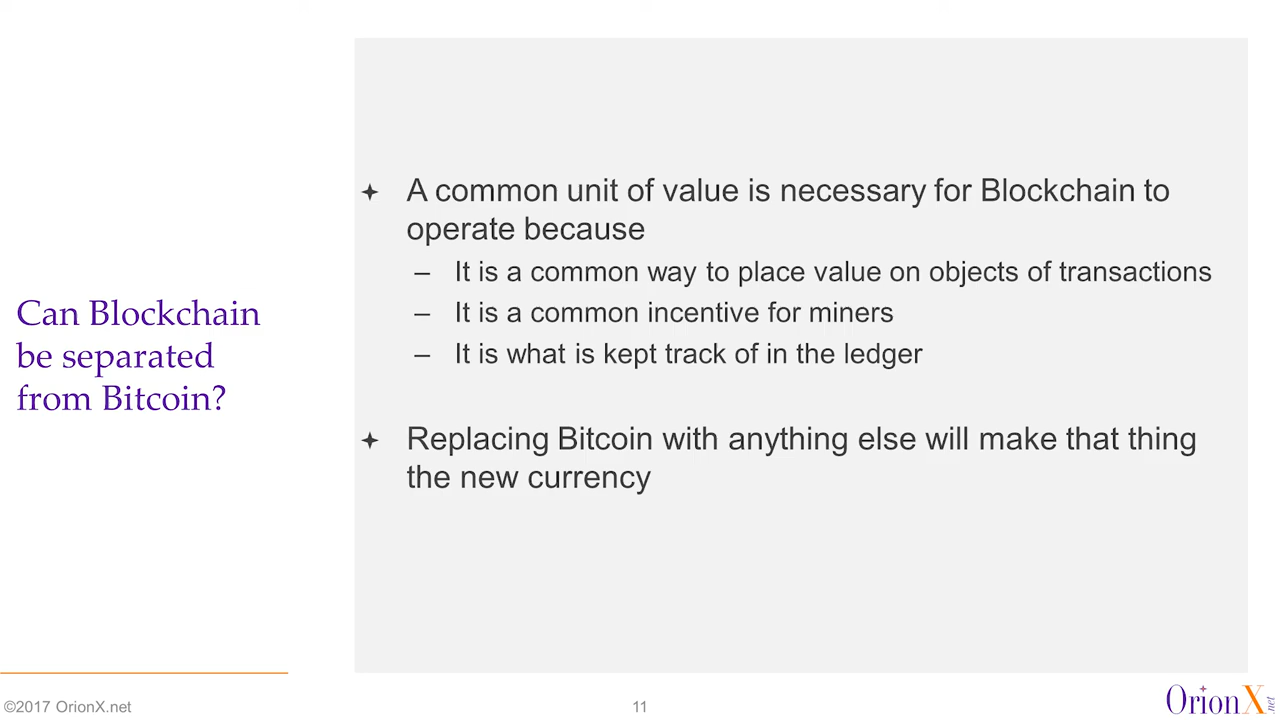 Can Blockchain
be separated
from Bitcoin?
✦ A common unit of value is necessary for Blockchain to
operate because
– It is a common way to place value on objects of transactions
– It is a common incentive for miners
– It is what is kept track of in the ledger
✦ Replacing Bitcoin with anything else will make that thing
the new currency
©2017 OrionX.net
11
OrionX.net